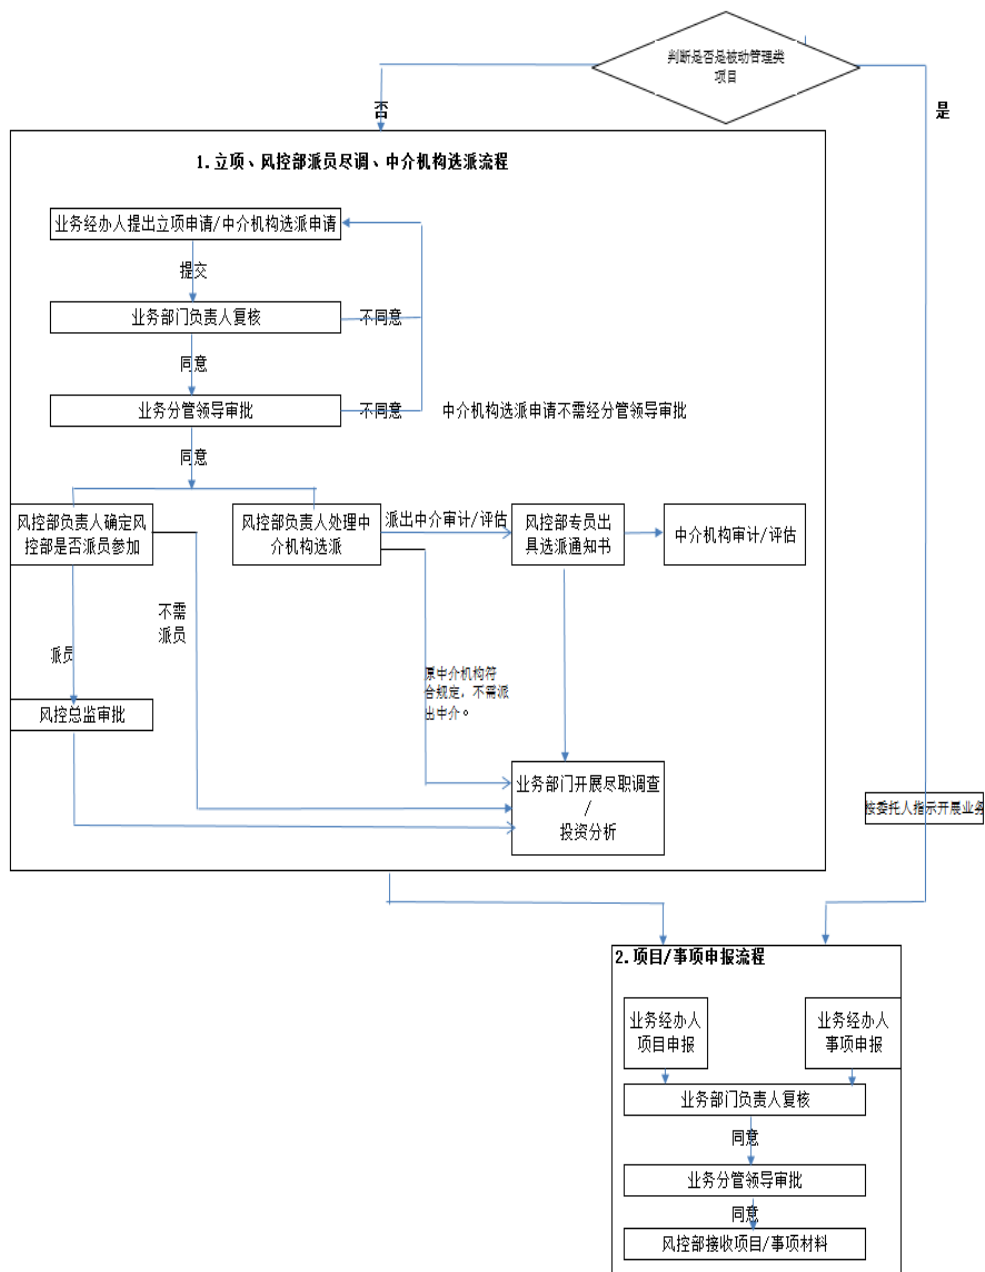 判断是否是被动管理类
项目
否
是
1.立项、风控部派员尽调、中介机构选派流程
业务经办人提出立项申请/中介机构选派申请
提交
业务部门负责人复核
不同意
同意
业务分管领导审批
不同意
中介机构选派申请不需经分管领导审批
同意
风控部负责人确定风
控部是否派员参加
风控部负责人处理中
介机构选派
派出中介审计/评估
风控部专员出
具选派通知书
中介机构审计/评估
不需
派员
派员
原中介机构符
合规定，不需派
出中介。
风控总监审批
业务部门开展尽职调查
/
投资分析
按委托人指示开展业务
2.项目/事项申报流程
业务经办人
项目申报
业务经办人
事项申报
业务部门负责人复核
同意
业务分管领导审批
同意
风控部接收项目/事项材料